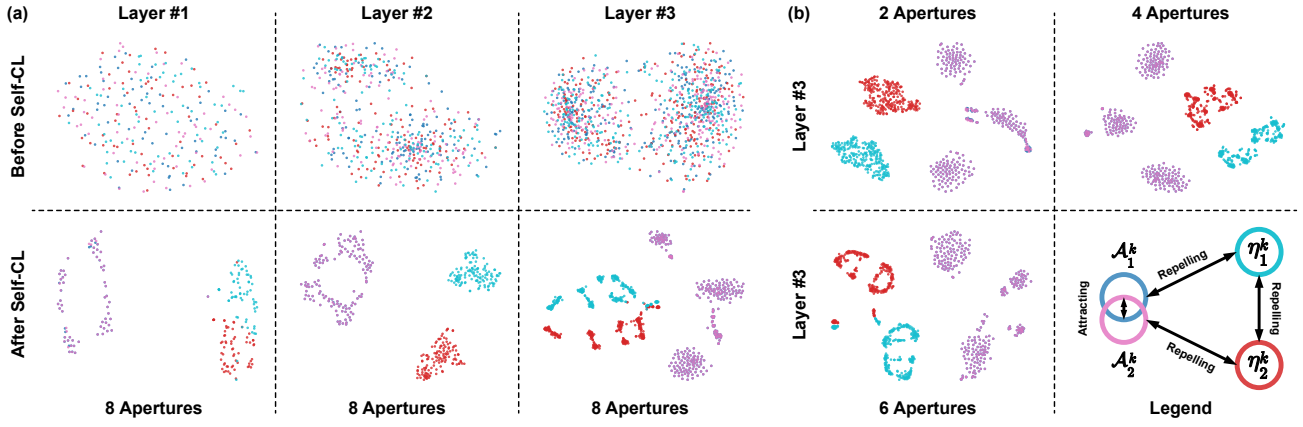 (a)
Layer #1
Layer #2
Layer #3
Before Self-CL
After Self-CL
8 Apertures
8 Apertures
8 Apertures
(b)
2 Apertures
4 Apertures
Layer #3
Layer #3
6 Apertures
𝒜₁ᵏ
η₁ᵏ
Repelling
Attracting
Repelling
Repelling
𝒜₂ᵏ
η₂ᵏ
Legend